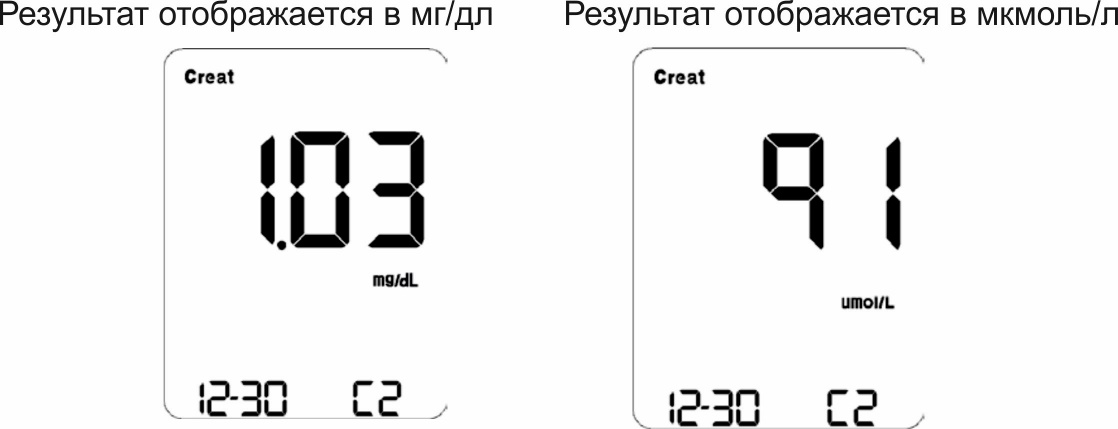 Результат отображается в мг/дл
Результат отображается в мкмоль/л
Creat
1.03
mg/dL
12-30 C2
Creat
91
umol/L
12-30 C2